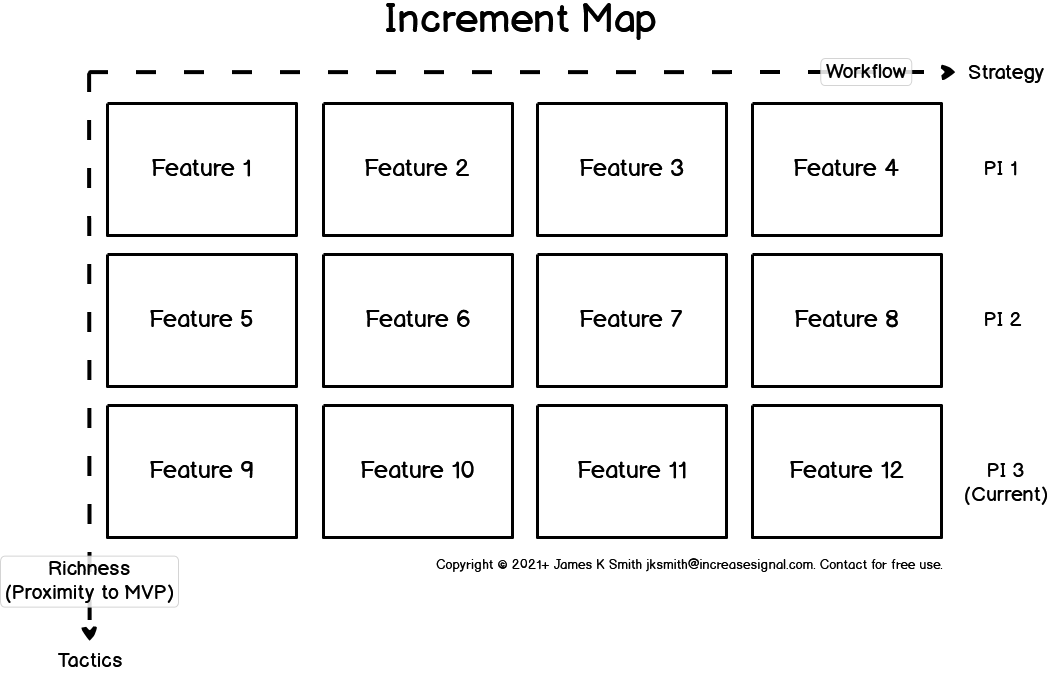 Increment Map
Workflow
Strategy
Feature 1
Feature 2
Feature 3
Feature 4
PI 1
Feature 5
Feature 6
Feature 7
Feature 8
PI 2
Feature 9
Feature 10
Feature 11
Feature 12
PI 3
(Current)
Copyright © 2021+ James K Smith jksmith@increasesignal.com. Contact for free use.
Richness
(Proximity to MVP)
Tactics